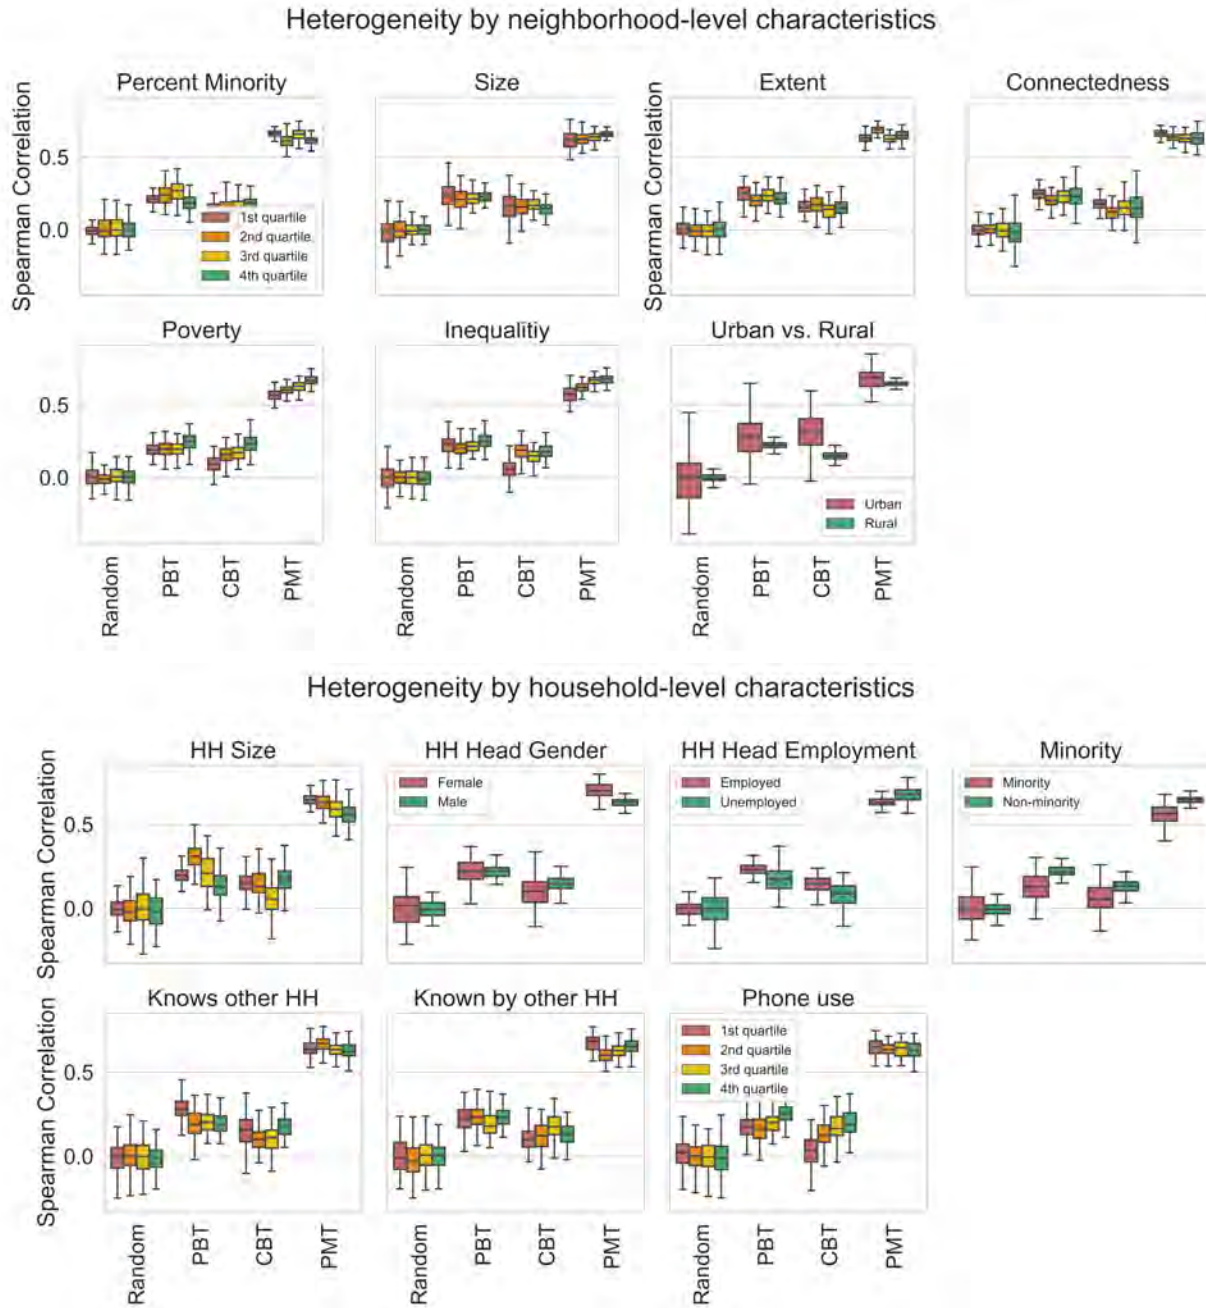 Heterogeneity by neighborhood-level characteristics
Percent Minority
Size
Extent
Connectedness
Spearman Correlation
0.5
0.0
1st quartile
2nd quartile
3rd quartile
4th quartile
Spearman Correlation
Poverty
Inequalitiy
Urban vs. Rural
0.5
0.0
Urban
Rural
Random
PBT
CBT
PMT
Random
PBT
CBT
PMT
Random
PBT
CBT
PMT
Heterogeneity by household-level characteristics
HH Size
HH Head Gender
HH Head Employment
Minority
Spearman Correlation
0.5
0.0
Female
Male
Employed
Unemployed
Minority
Non-minority
Knows other HH
Known by other HH
Phone use
Spearman Correlation
0.5
0.0
1st quartile
2nd quartile
3rd quartile
4th quartile
Random
PBT
CBT
PMT
Random
PBT
CBT
PMT
Random
PBT
CBT
PMT